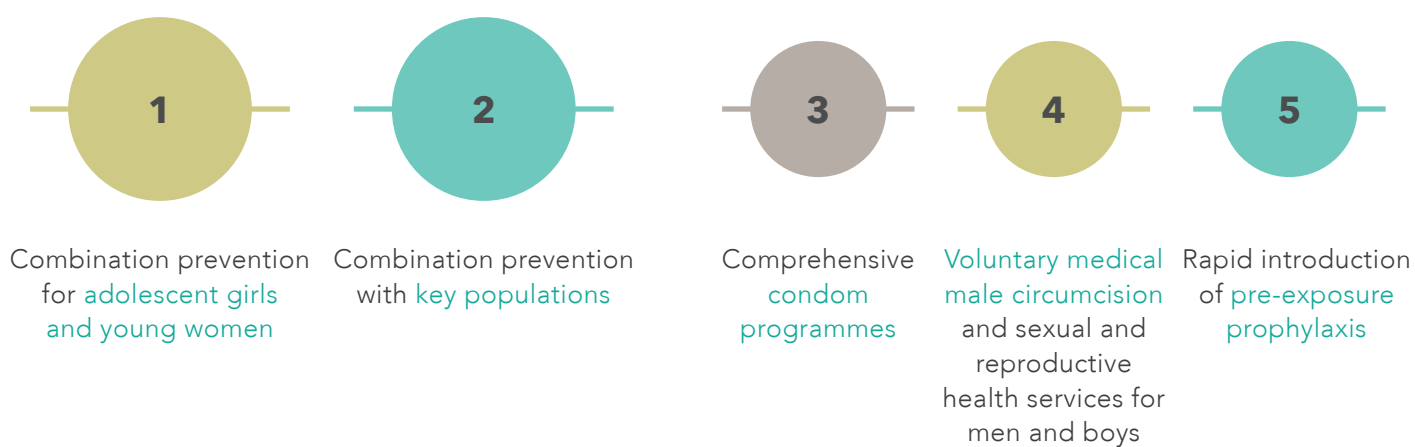 1
Combination prevention
for adolescent girls
and young women
2
Combination prevention
with key populations
3
Comprehensive
condom
programmes
4
Voluntary medical
male circumcision
and sexual and
reproductive
health services for
men and boys
5
Rapid introduction
of pre-exposure
prophylaxis